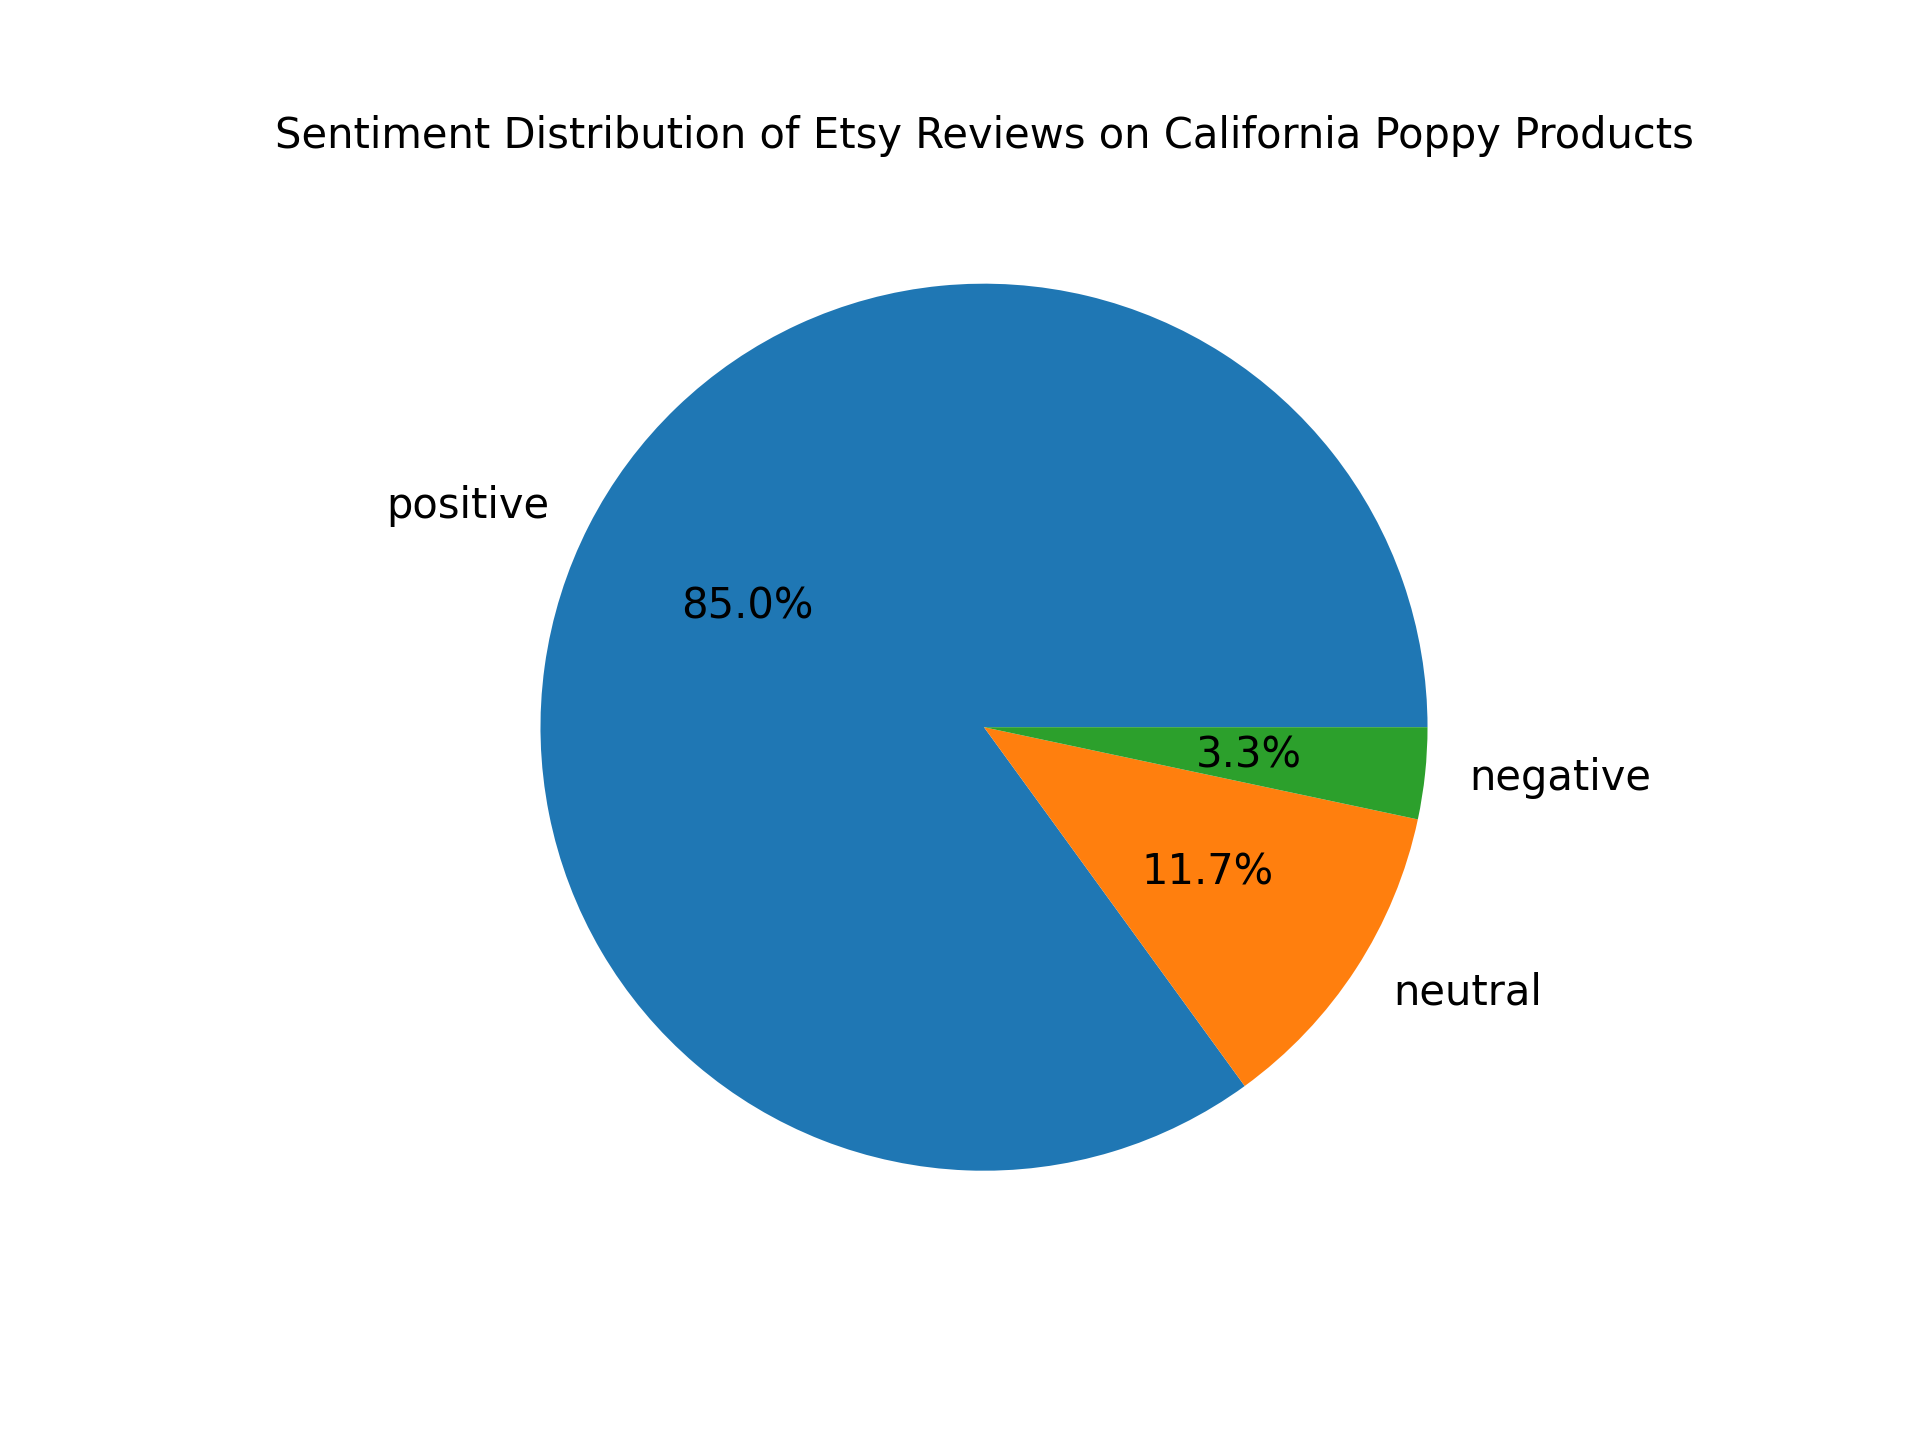 Sentiment Distribution of Etsy Reviews on California Poppy Products
positive
85.0%
3.3%
negative
11.7%
neutral